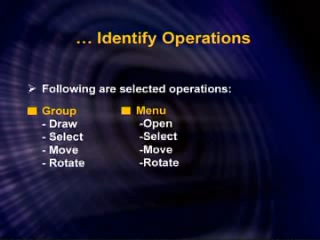 … Identify Operations
Following are selected operations:
Group
- Draw
- Select
- Move
- Rotate
Menu
-Open
-Select
-Move
-Rotate